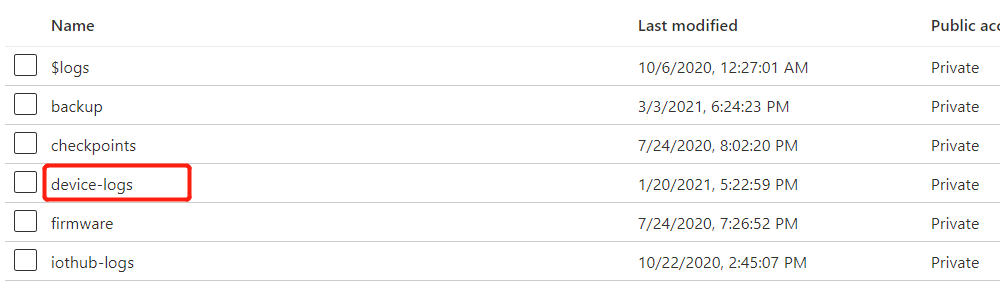 Name Last modified Public acc
$logs 10/6/2020, 12:27:01 AM Private
backup 3/3/2021, 6:24:23 PM Private
checkpoints 7/24/2020, 8:02:20 PM Private
device-logs 1/20/2021, 5:22:59 PM Private
firmware 7/24/2020, 7:26:52 PM Private
iothub-logs 10/22/2020, 2:45:07 PM Private